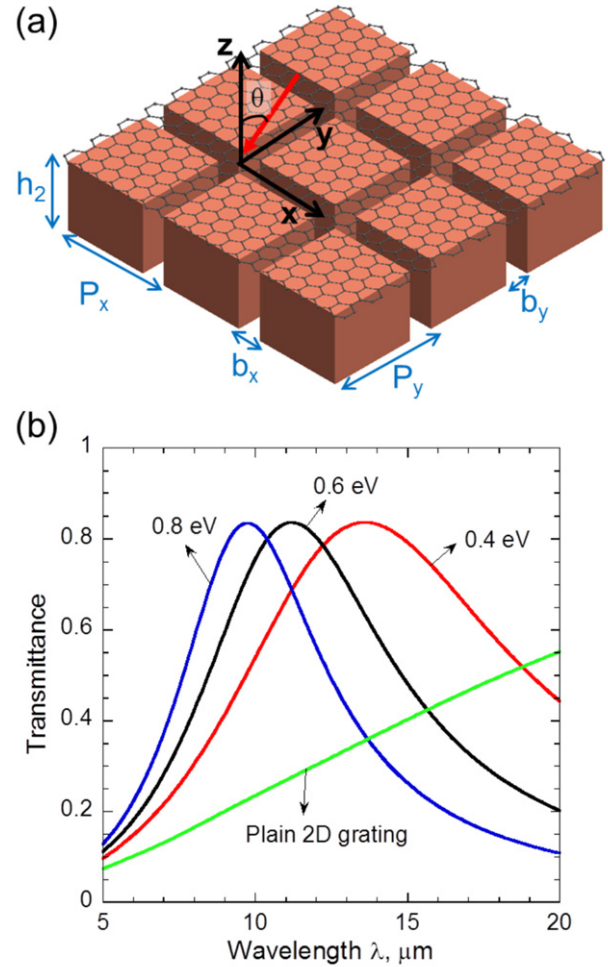 (a)
z
θ
y
x
h2
Px
bx
Py
by
(b)
1
0.8
0.6
0.4
0.2
0
Transmittance
0.8 eV
0.6 eV
0.4 eV
Plain 2D grating
5
10
15
20
Wavelength λ, μm